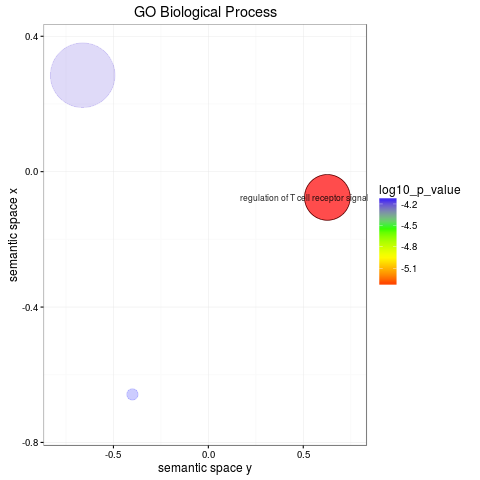 GO Biological Process
0.4
0.0
-0.4
-0.8
semantic space x
regulation of T cell receptor signal
-0.5
0.0
0.5
semantic space y
log10_p_value
-4.2
-4.5
-4.8
-5.1